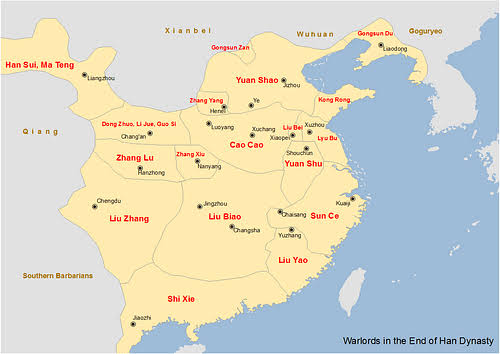 Xianbei
Wuhuan
Gongsun Du
Goguryeo
Gongsun Zan
Liaodong
Han Sui, Ma Teng
Liangzhou
Yuan Shao
Jizhou
Zhang Yang
Henei
Ye
Kong Rong
Qiang
Dong Zhuo, Li Jue, Guo Si
Chang'an
Luoyang
Xuchang
Liu Bei
Xiaopei
Xuzhou
Lyu Bu
Cao Cao
Shouchun
Yuan Shu
Zhang Lu
Hanzhong
Zhang Xiu
Nanyang
Chengdu
Liu Zhang
Jingzhou
Liu Biao
Changsha
Chaisang
Sun Ce
Kuaiji
Yuzhang
Liu Yao
Southern Barbarians
Shi Xie
Jiaozhi
Warlords in the End of Han Dynasty